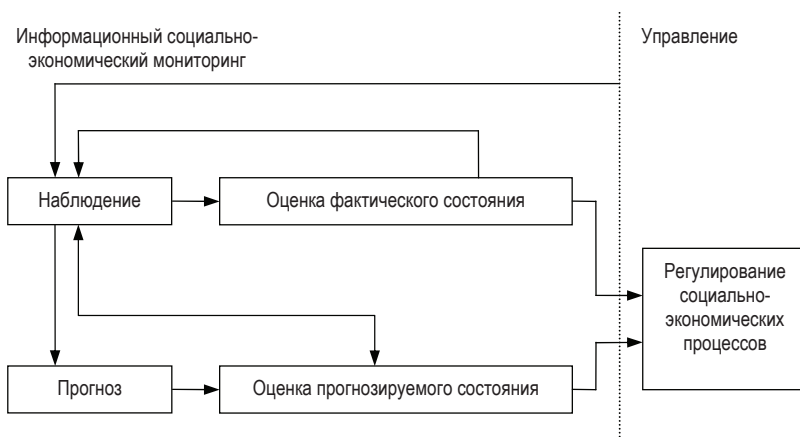 Информационный социально-
экономический мониторинг
Управление
Наблюдение
Оценка фактического состояния
Регулирование
социально-
экономических
процессов
Прогноз
Оценка прогнозируемого состояния